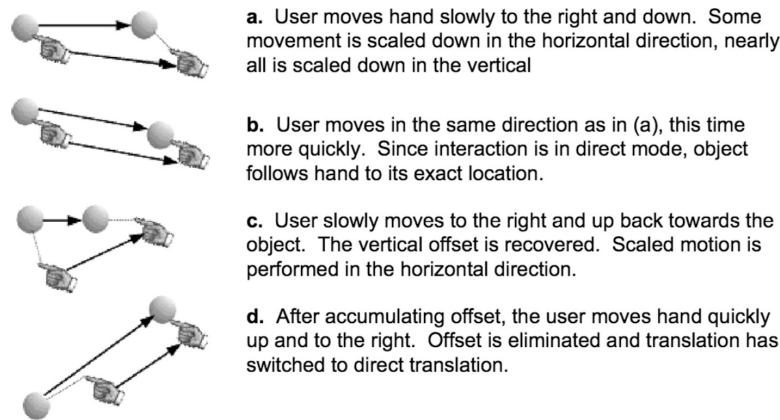 a. User moves hand slowly to the right and down. Some
movement is scaled down in the horizontal direction, nearly
all is scaled down in the vertical
b. User moves in the same direction as in (a), this time
more quickly. Since interaction is in direct mode, object
follows hand to its exact location.
c. User slowly moves to the right and up back towards the
object. The vertical offset is recovered. Scaled motion is
performed in the horizontal direction.
d. After accumulating offset, the user moves hand quickly
up and to the right. Offset is eliminated and translation has
switched to direct translation.